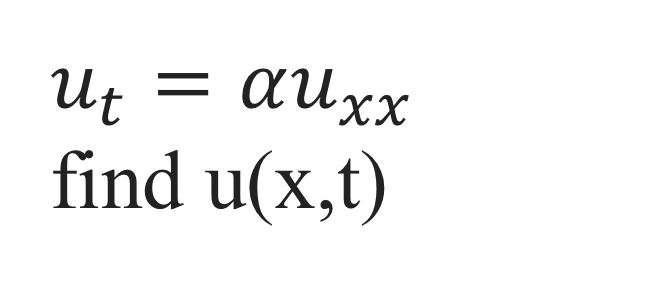 u_t = αu_xx
find u(x,t)